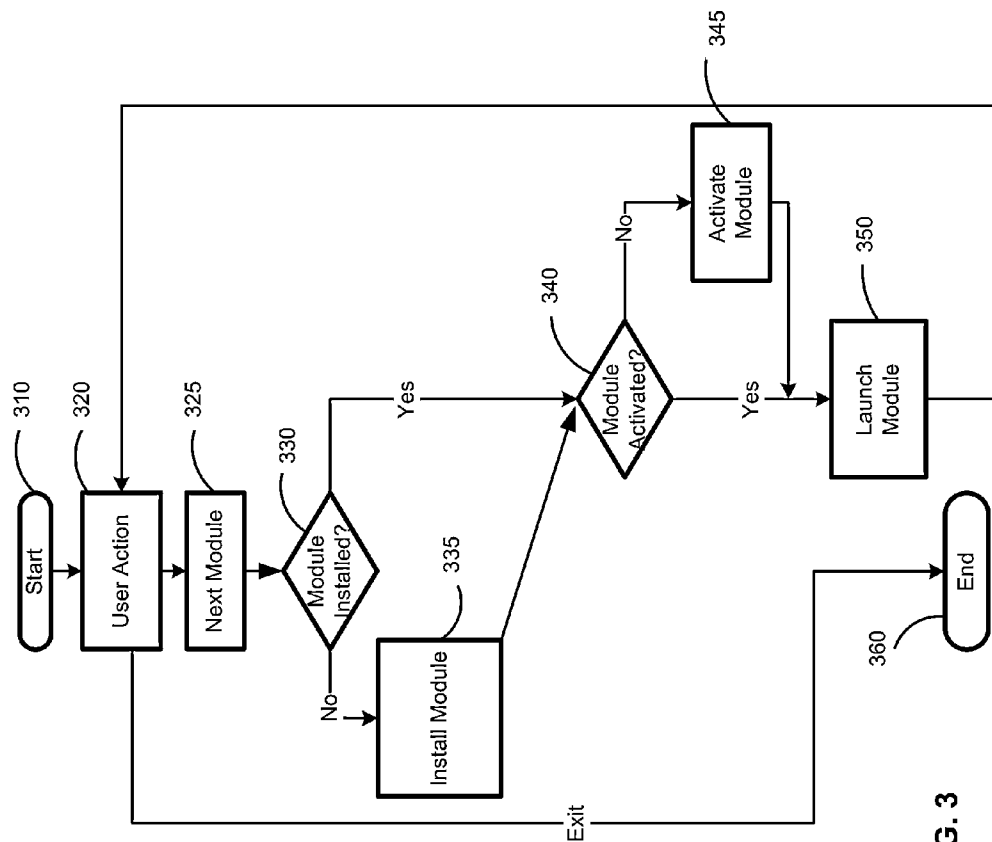 310
Start
320
User Action
325
Next Module
330
Module
Installed?
No
Yes
335
Install Module
340
Module
Activated?
No
Yes
345
Activate
Module
350
Launch
Module
Exit
360
End
G. 3